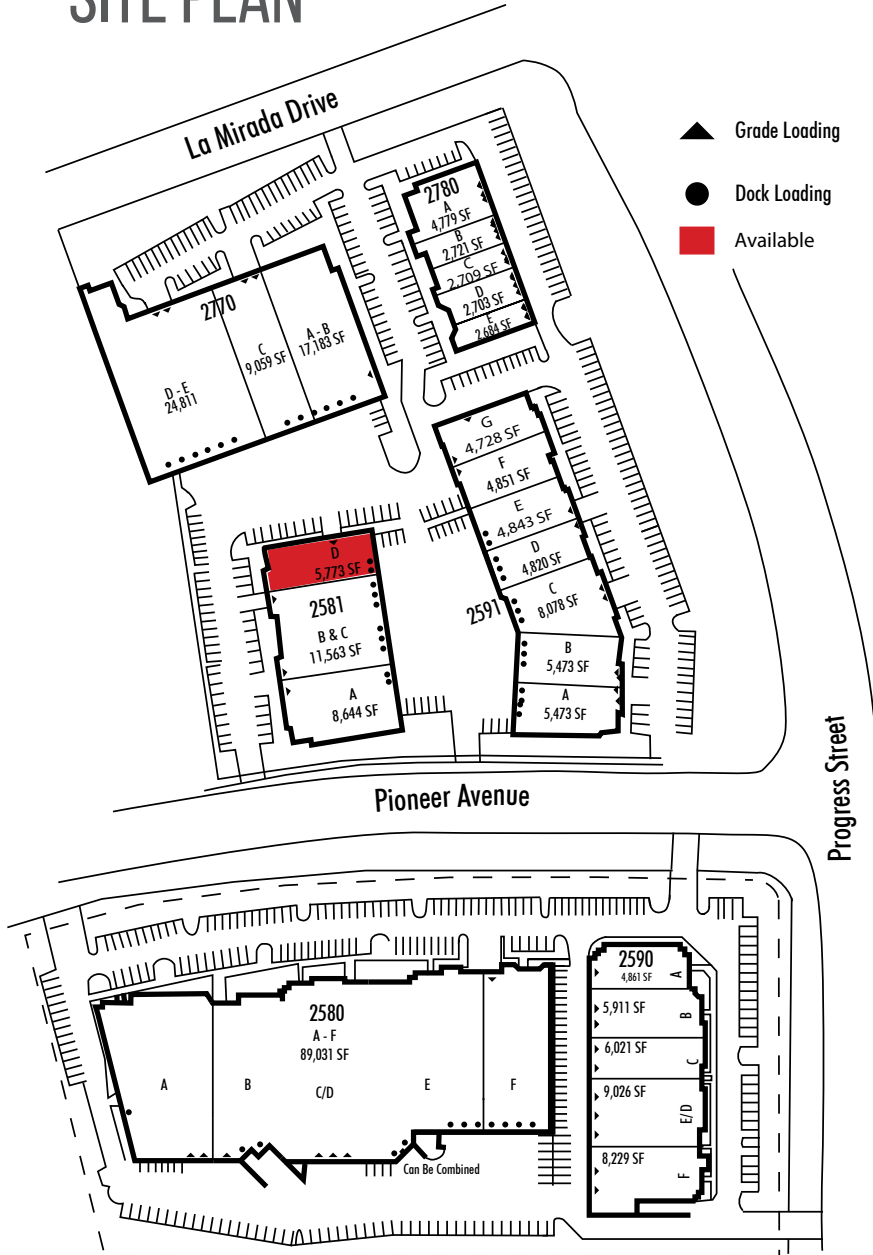 SITE PLAN
La Mirada Drive
Grade Loading
Dock Loading
Available
2780
A
4,779 SF
B
2,721 SF
C
2,709 SF
D
2,703 SF
E
2,684 SF
2770
A - B
17,183 SF
C
9,059 SF
D - E
24,811
G
4,728 SF
F
4,851 SF
E
4,843 SF
D
4,820 SF
C
8,078 SF
2591
B
5,473 SF
A
5,473 SF
D
5,773 SF
2581
B & C
11,563 SF
A
8,644 SF
Pioneer Avenue
Progress Street
2580
A - F
89,031 SF
A
B
C/D
E
F
Can Be Combined
2590
4,861 SF
A
5,911 SF
B
6,021 SF
C
9,026 SF
E/D
8,229 SF
F